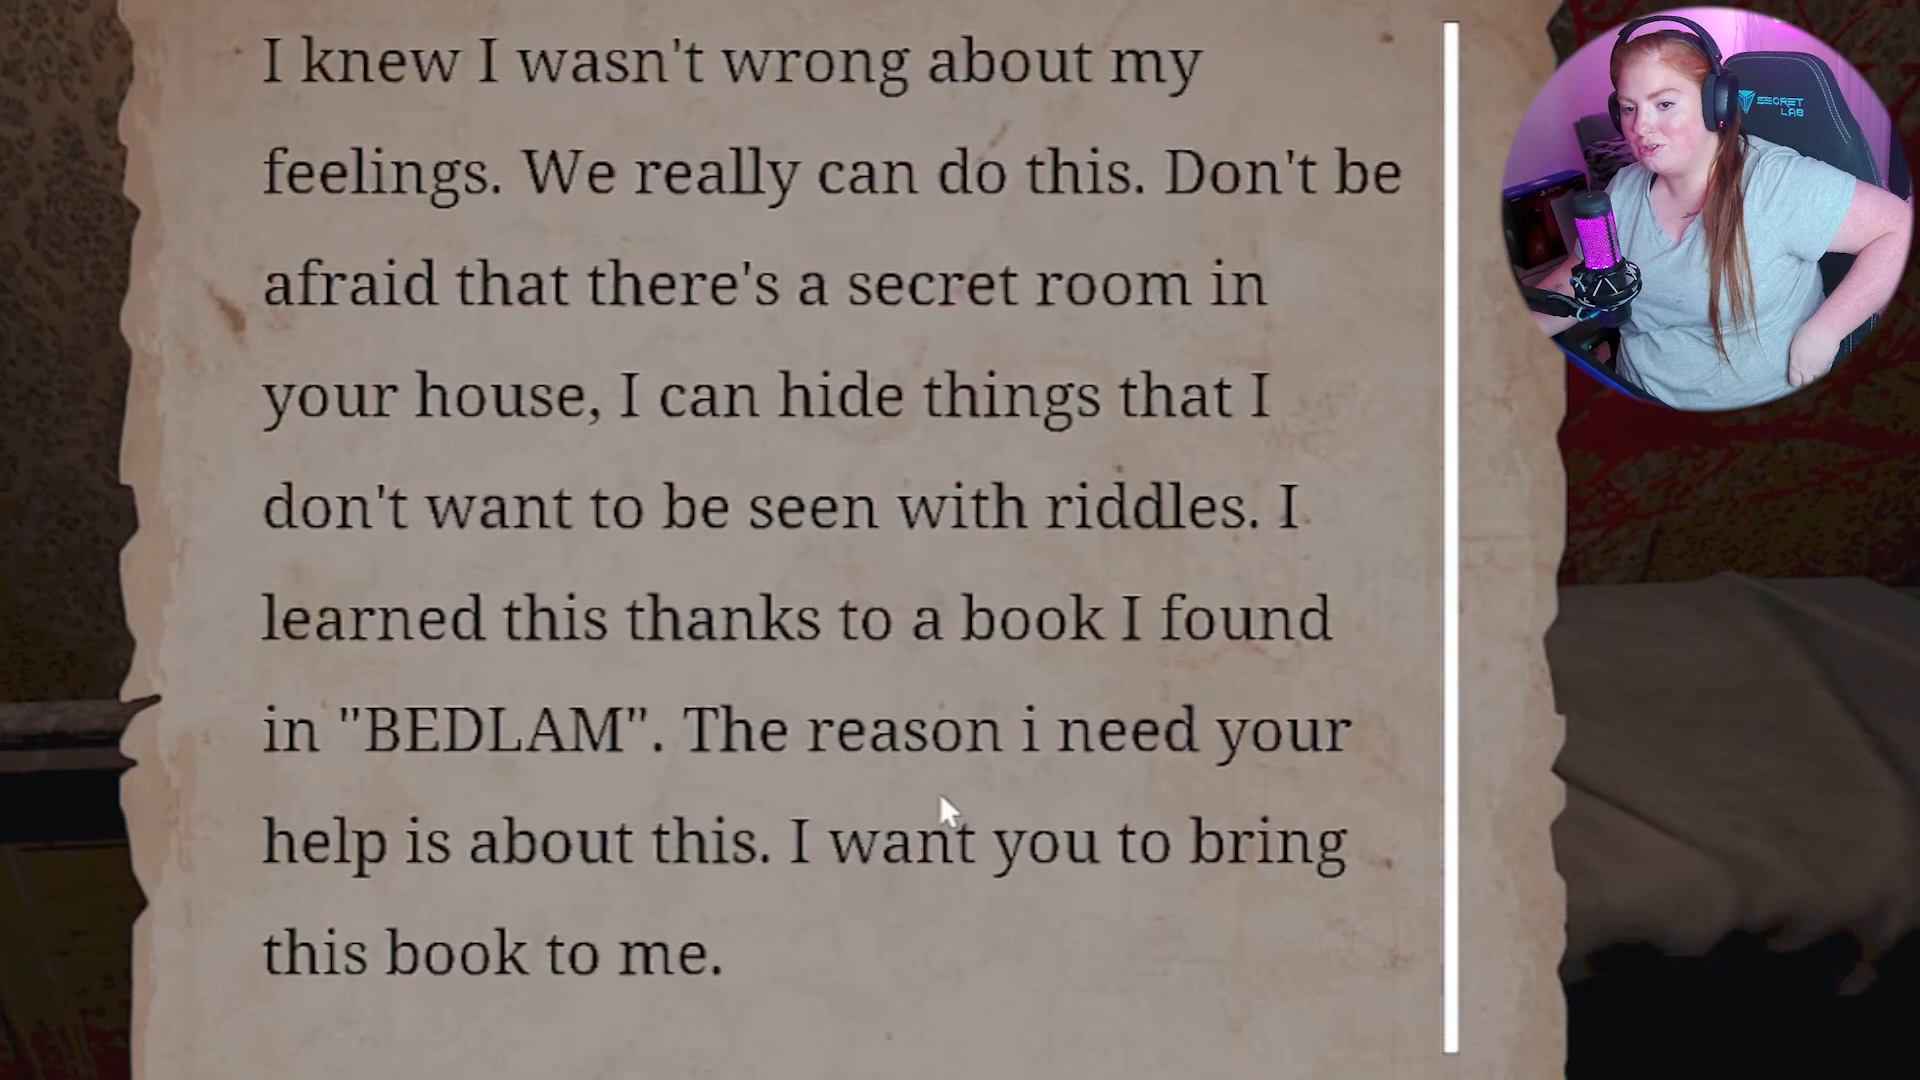 I knew I wasn't wrong about my
feelings. We really can do this. Don't be
afraid that there's a secret room in
your house, I can hide things that I
don't want to be seen with riddles. I
learned this thanks to a book I found
in "BEDLAM". The reason i need your
help is about this. I want you to bring
this book to me.
SECRET
LAB